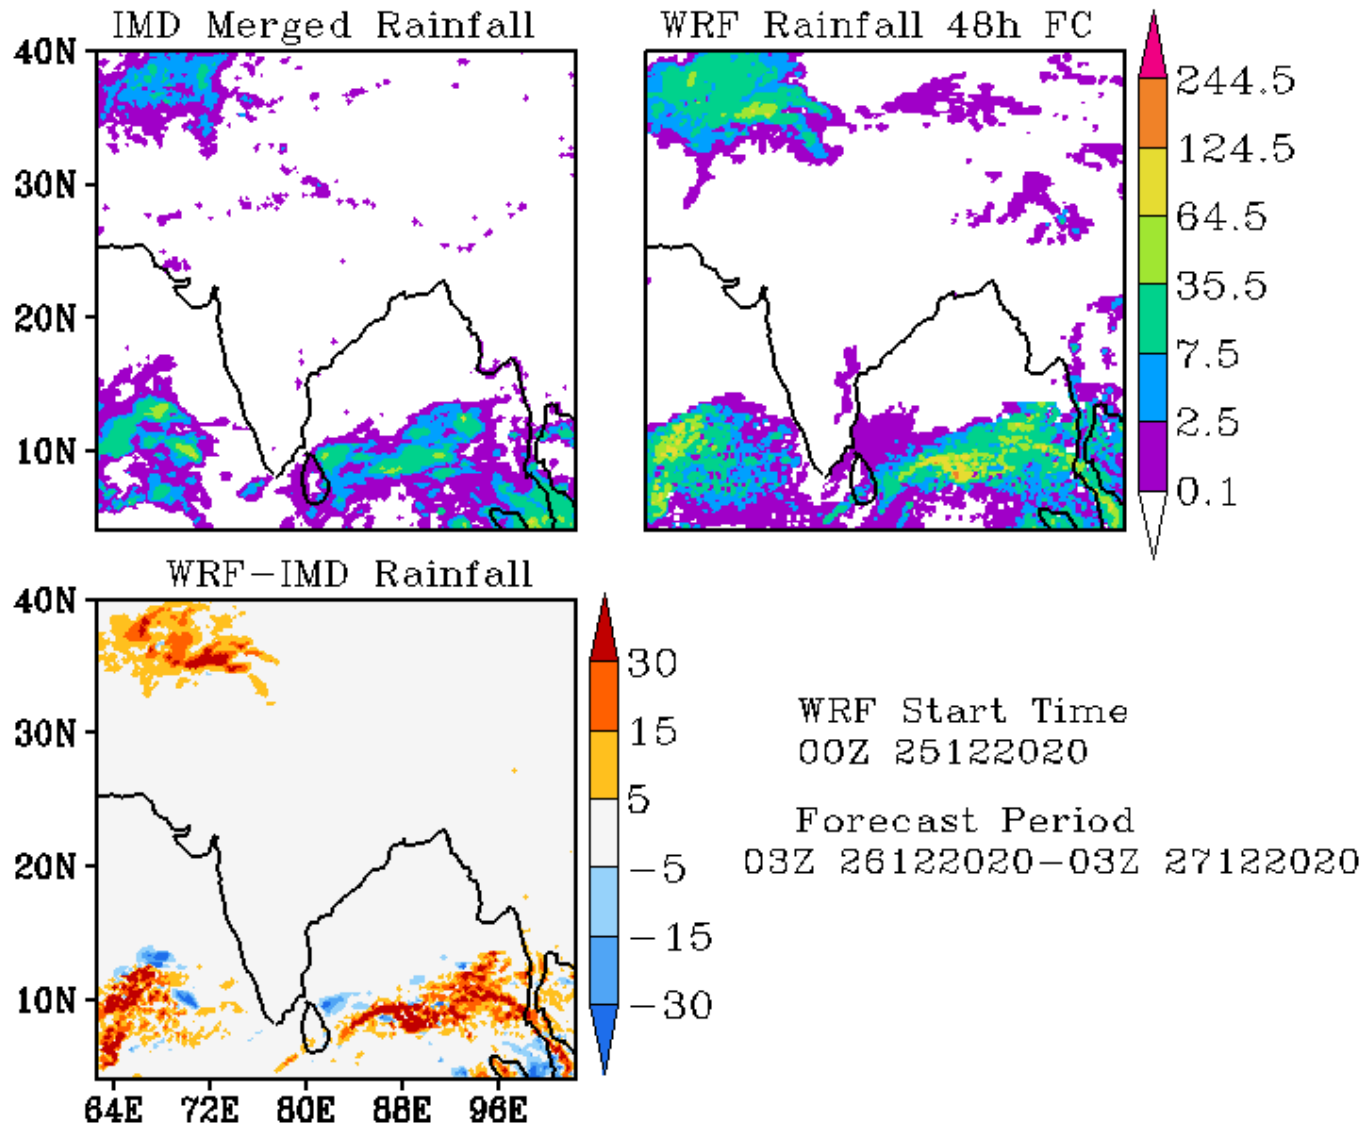 IMD Merged Rainfall
WRF Rainfall 48h FC
40N
30N
20N
10N
244.5
124.5
64.5
35.5
7.5
2.5
0.1
WRF-IMD Rainfall
40N
30N
20N
10N
64E 72E 80E 88E 96E
30
15
5
-5
-15
-30
WRF Start Time
00Z 25122020
Forecast Period
03Z 26122020-03Z 27122020